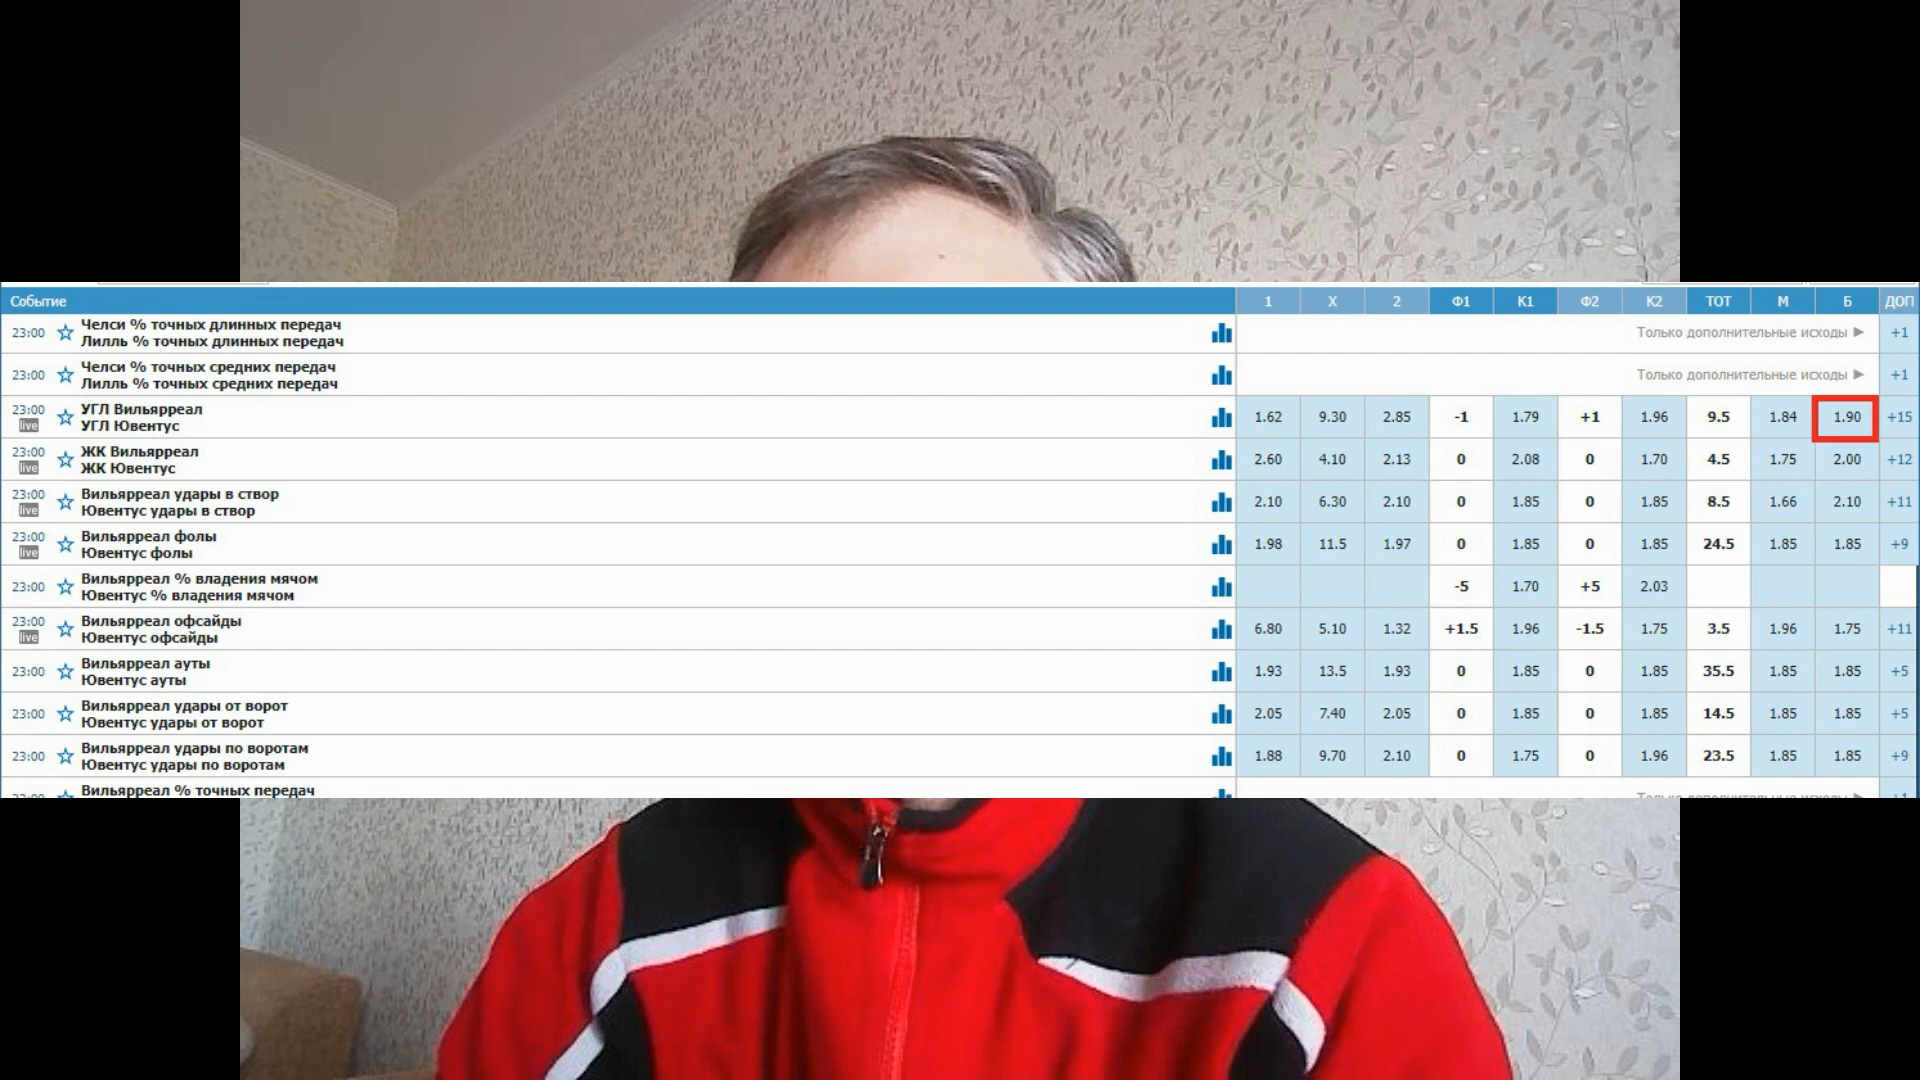 Событие 1 X 2 Ф1 К1 Ф2 К2 ТОТ М Б ДОП
23:00 Челси % точных длинных передач
Лилль % точных длинных передач
Только дополнительные исходы +1
23:00 Челси % точных средних передач
Лилль % точных средних передач
Только дополнительные исходы +1
23:00 УГЛ Вильярреал
live УГЛ Ювентус
1.62 9.30 2.85 -1 1.79 +1 1.96 9.5 1.84 1.90 +15
23:00 ЖК Вильярреал
live ЖК Ювентус
2.60 4.10 2.13 0 2.08 0 1.70 4.5 1.75 2.00 +12
23:00 Вильярреал удары в створ
live Ювентус удары в створ
2.10 6.30 2.10 0 1.85 0 1.85 8.5 1.66 2.10 +11
23:00 Вильярреал фолы
live Ювентус фолы
1.98 11.5 1.97 0 1.85 0 1.85 24.5 1.85 1.85 +9
23:00 Вильярреал % владения мячом
Ювентус % владения мячом
-5 1.70 +5 2.03
23:00 Вильярреал офсайды
live Ювентус офсайды
6.80 5.10 1.32 +1.5 1.96 -1.5 1.75 3.5 1.96 1.75 +11
23:00 Вильярреал ауты
Ювентус ауты
1.93 13.5 1.93 0 1.85 0 1.85 35.5 1.85 1.85 +5
23:00 Вильярреал удары от ворот
Ювентус удары от ворот
2.05 7.40 2.05 0 1.85 0 1.85 14.5 1.85 1.85 +5
23:00 Вильярреал удары по воротам
Ювентус удары по воротам
1.88 9.70 2.10 0 1.75 0 1.96 23.5 1.85 1.85 +9
Вильярреал % точных передач